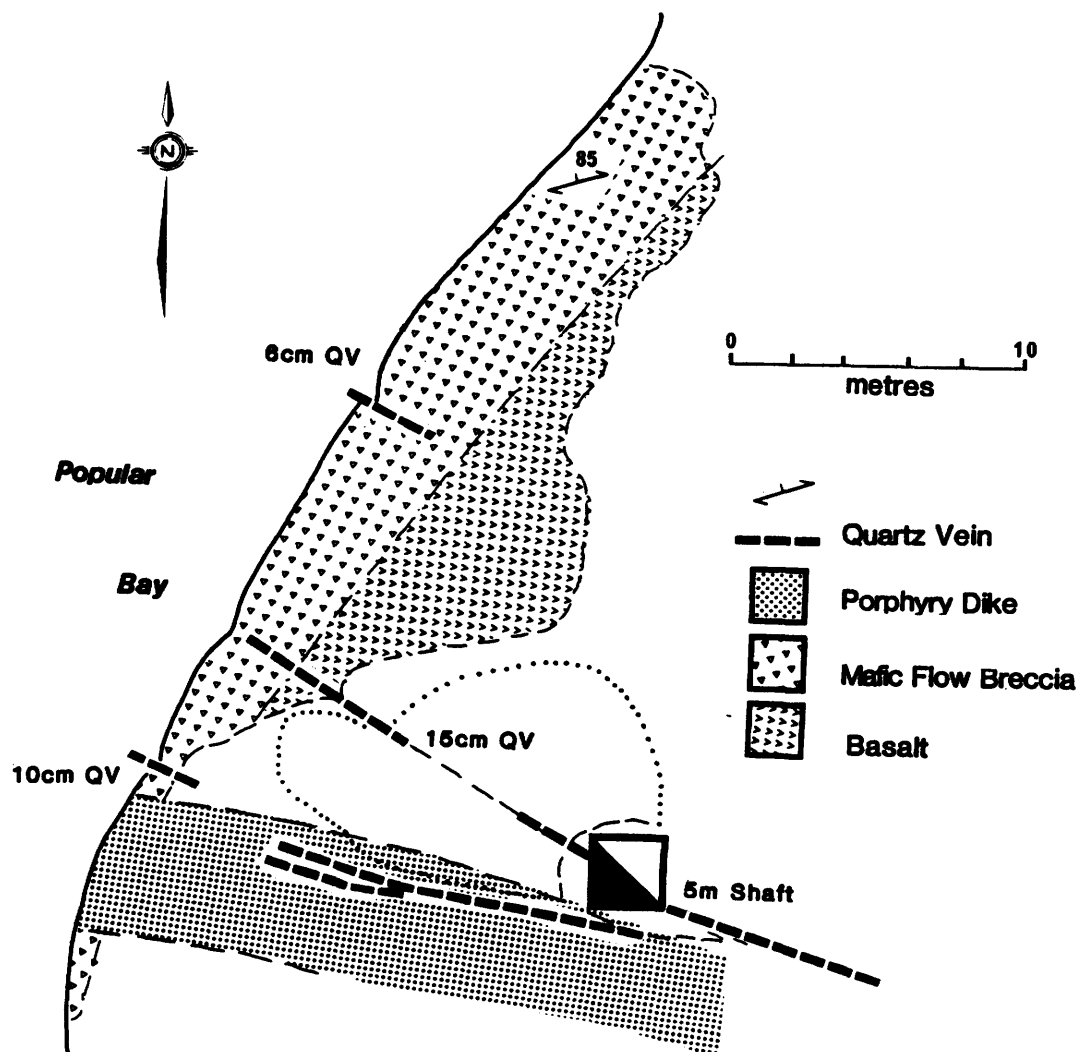 N
85
6cm QV
0 10
metres
Popular
Bay
Quartz Vein
Porphyry Dike
Mafic Flow Breccia
Basalt
15cm QV
10cm QV
5m Shaft